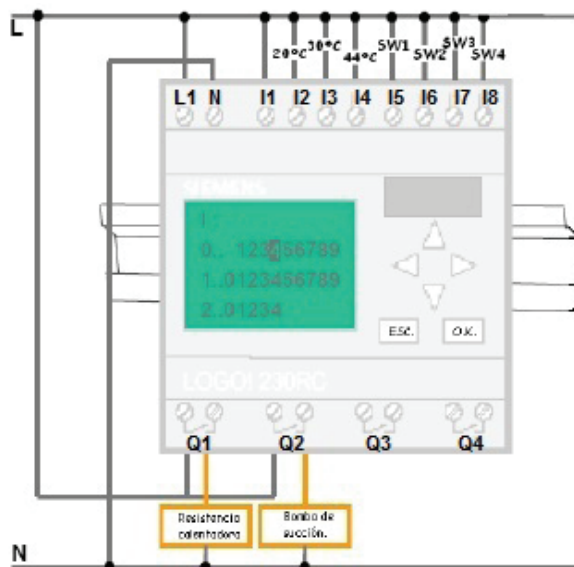 L
20°C 30°C 44°C SW1 SW2 SW3 SW4
L1 N I1 I2 I3 I4 I5 I6 I7 I8
SIEMENS
I:
0.. 123456789
1..0123456789
2..01234
ESC. O.K.
LOGO! 230RC
Q1 Q2 Q3 Q4
Resistencia
calentadora
Bomba de
succión.
N